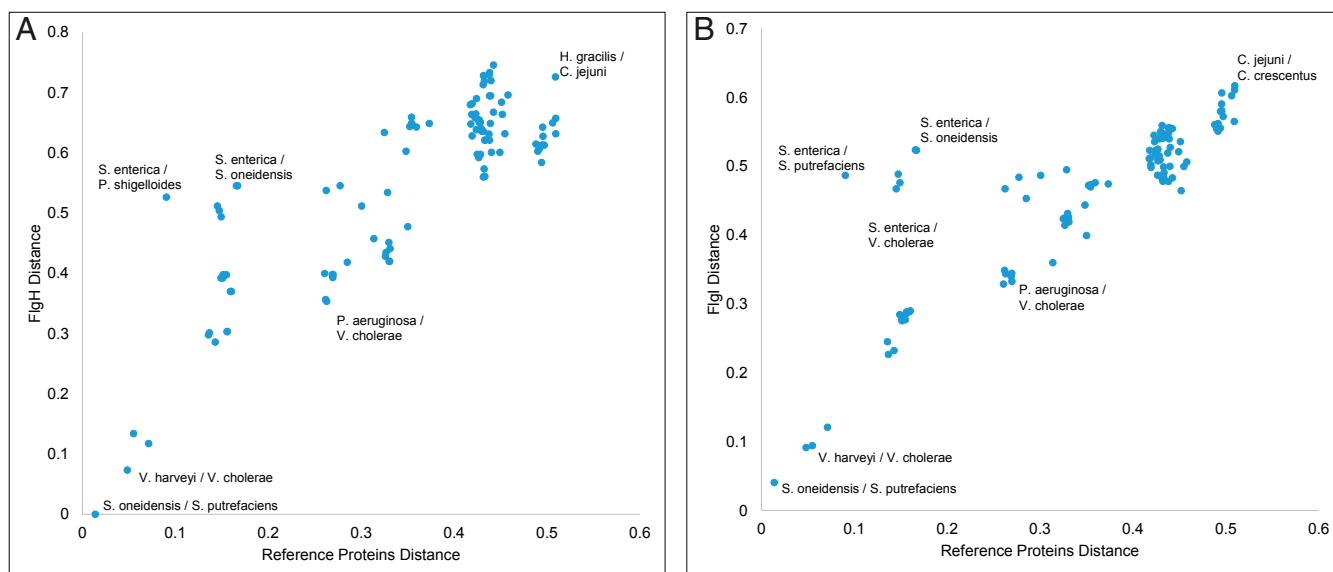 A
0.8
0.7
0.6
0.5
0.4
0.3
0.2
0.1
0
FlgH Distance
H. gracilis /
C. jejuni
S. enterica /
P. shigelloides
S. enterica /
S. oneidensis
P. aeruginosa /
V. cholerae
V. harveyi / V. cholerae
S. oneidensis / S. putrefaciens
0 0.1 0.2 0.3 0.4 0.5 0.6
Reference Proteins Distance
B
0.7
0.6
0.5
0.4
0.3
0.2
0.1
0
FlgI Distance
C. jejuni /
C. crescentus
S. enterica /
S. oneidensis
S. enterica /
S. putrefaciens
S. enterica /
V. cholerae
P. aeruginosa /
V. cholerae
V. harveyi / V. cholerae
S. oneidensis / S. putrefaciens
0 0.1 0.2 0.3 0.4 0.5 0.6
Reference Proteins Distance